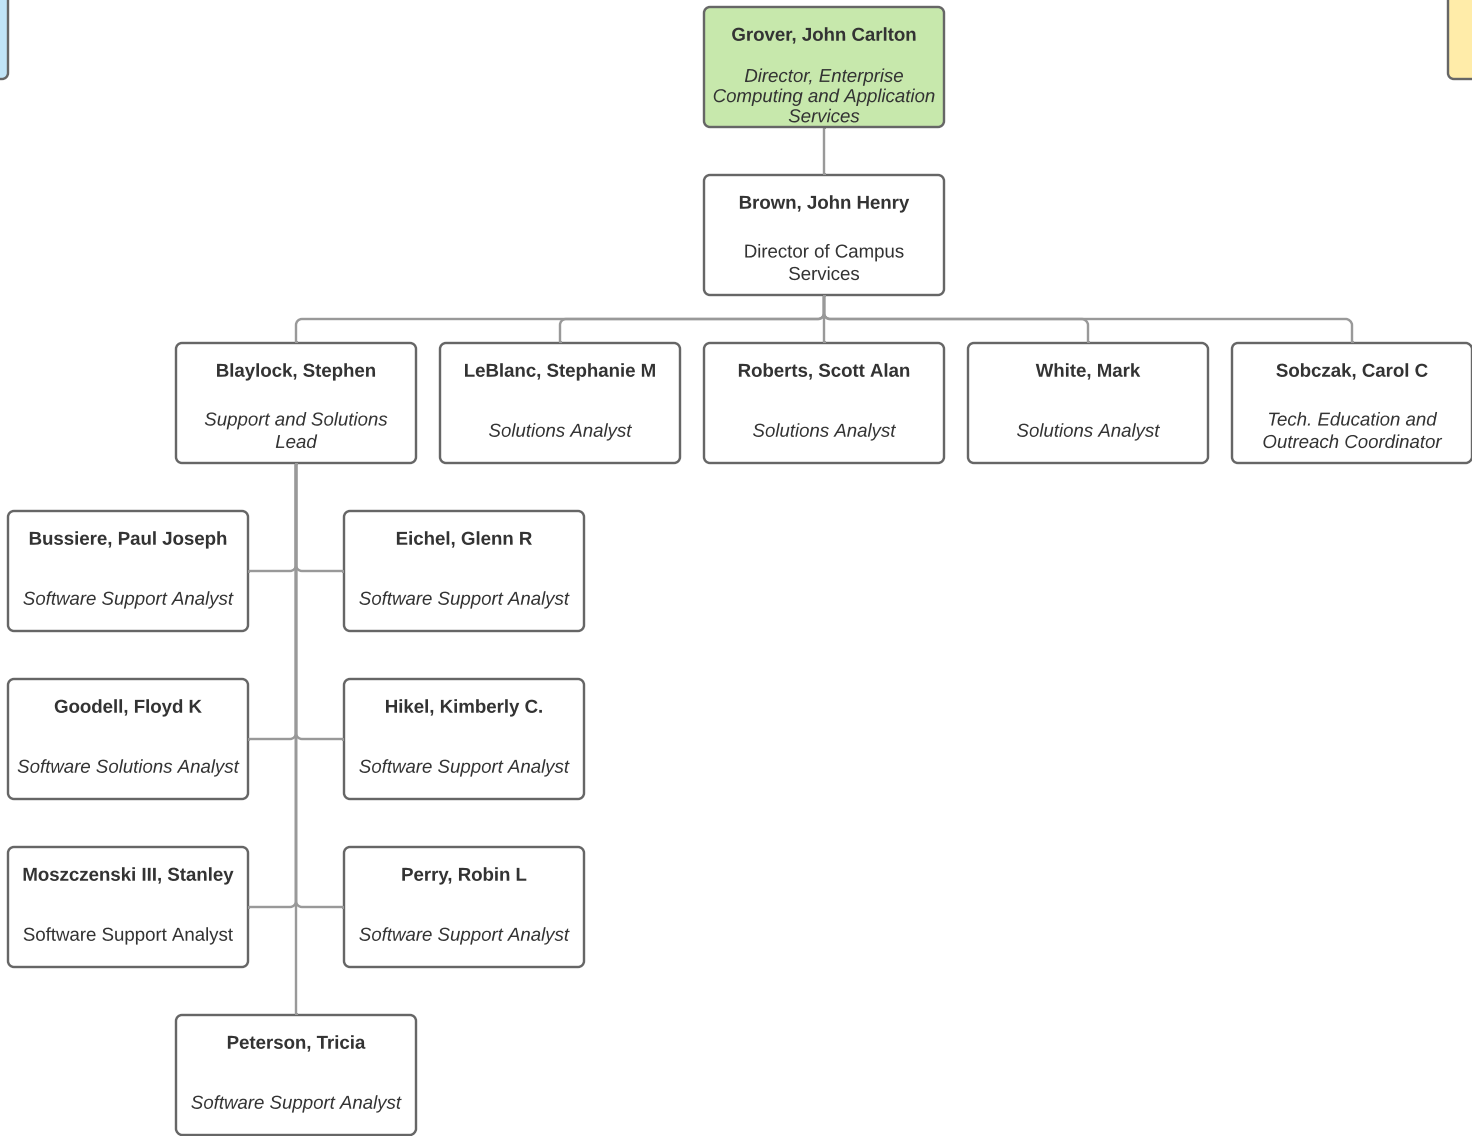 Grover, John Carlton
Director, Enterprise
Computing and Application
Services
Brown, John Henry
Director of Campus
Services
Blaylock, Stephen
Support and Solutions
Lead
LeBlanc, Stephanie M
Solutions Analyst
Roberts, Scott Alan
Solutions Analyst
White, Mark
Solutions Analyst
Sobczak, Carol C
Tech. Education and
Outreach Coordinator
Bussiere, Paul Joseph
Software Support Analyst
Eichel, Glenn R
Software Support Analyst
Goodell, Floyd K
Software Solutions Analyst
Hikel, Kimberly C.
Software Support Analyst
Moszczenski III, Stanley
Software Support Analyst
Perry, Robin L
Software Support Analyst
Peterson, Tricia
Software Support Analyst